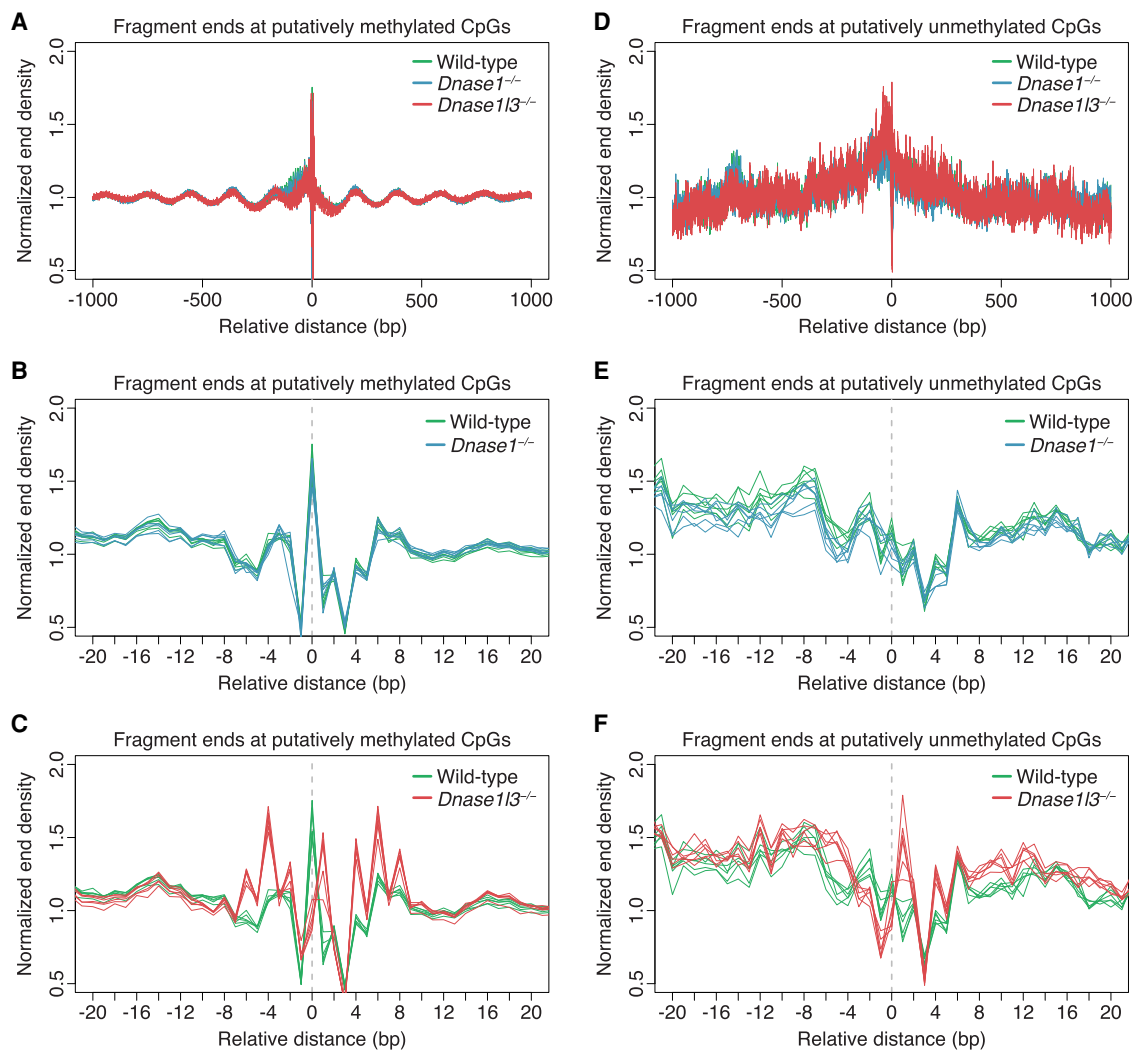 A
Fragment ends at putatively methylated CpGs
Normalized end density
2.0
1.5
1.0
0.5
Wild-type
Dnase1–/–
Dnase1l3–/–
-1000
-500
0
500
1000
Relative distance (bp)
D
Fragment ends at putatively unmethylated CpGs
Normalized end density
2.0
1.5
1.0
0.5
Wild-type
Dnase1–/–
Dnase1l3–/–
-1000
-500
0
500
1000
Relative distance (bp)
B
Fragment ends at putatively methylated CpGs
Normalized end density
2.0
1.5
1.0
0.5
Wild-type
Dnase1–/–
-20 -16 -12 -8 -4 0 4 8 12 16 20
Relative distance (bp)
E
Fragment ends at putatively unmethylated CpGs
Normalized end density
2.0
1.5
1.0
0.5
Wild-type
Dnase1–/–
-20 -16 -12 -8 -4 0 4 8 12 16 20
Relative distance (bp)
C
Fragment ends at putatively methylated CpGs
Normalized end density
2.0
1.5
1.0
0.5
Wild-type
Dnase1l3–/–
-20 -16 -12 -8 -4 0 4 8 12 16 20
Relative distance (bp)
F
Fragment ends at putatively unmethylated CpGs
Normalized end density
2.0
1.5
1.0
0.5
Wild-type
Dnase1l3–/–
-20 -16 -12 -8 -4 0 4 8 12 16 20
Relative distance (bp)